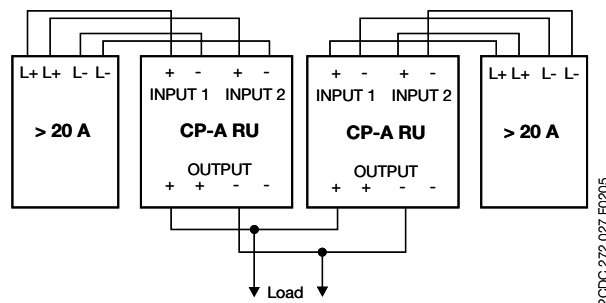 L+ L+ L- L-
+ - + -
INPUT 1 INPUT 2
> 20 A
CP-A RU
OUTPUT
+ + - -
+ - + -
INPUT 1 INPUT 2
CP-A RU
OUTPUT
+ + - -
L+ L+ L- L-
> 20 A
Load
2CDC 272 027 F0205